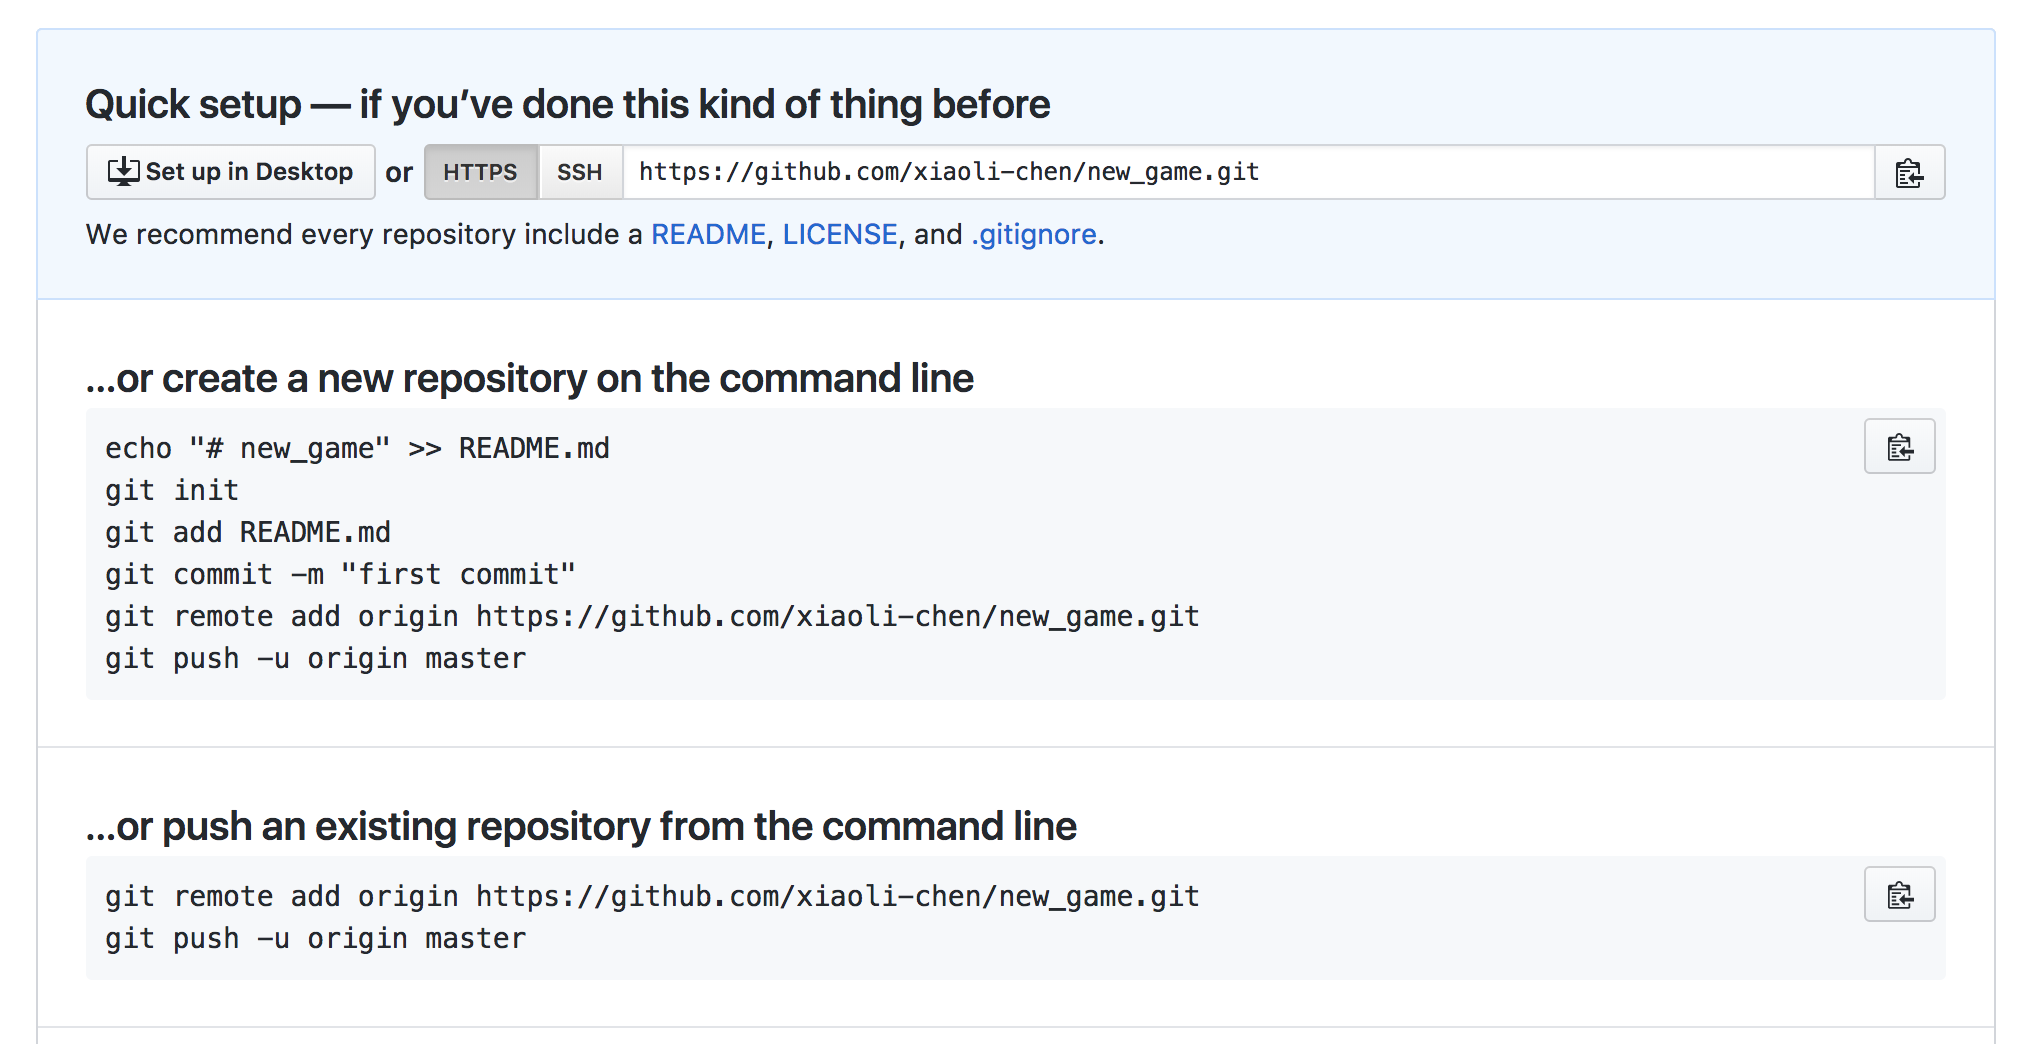 Quick setup — if you’ve done this kind of thing before
Set up in Desktop or HTTPS SSH https://github.com/xiaoli-chen/new_game.git
We recommend every repository include a README, LICENSE, and .gitignore.
…or create a new repository on the command line
echo "# new_game" >> README.md
git init
git add README.md
git commit -m "first commit"
git remote add origin https://github.com/xiaoli-chen/new_game.git
git push -u origin master
…or push an existing repository from the command line
git remote add origin https://github.com/xiaoli-chen/new_game.git
git push -u origin master